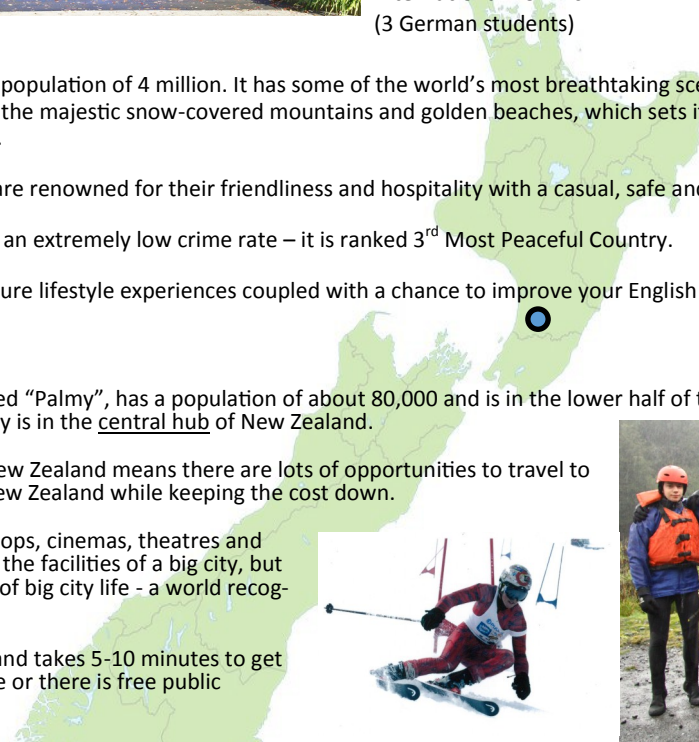 (3 German students)
population of 4 million. It has some of the world's most breathtaking sce
the majestic snow-covered mountains and golden beaches, which sets i
.
are renowned for their friendliness and hospitality with a casual, safe and
an extremely low crime rate – it is ranked 3rd Most Peaceful Country.
ure lifestyle experiences coupled with a chance to improve your English
ed "Palmy", has a population of about 80,000 and is in the lower half of t
y is in the central hub of New Zealand.
ew Zealand means there are lots of opportunities to travel to
ew Zealand while keeping the cost down.
ops, cinemas, theatres and
the facilities of a big city, but
of big city life - a world recog-
and takes 5-10 minutes to get
e or there is free public